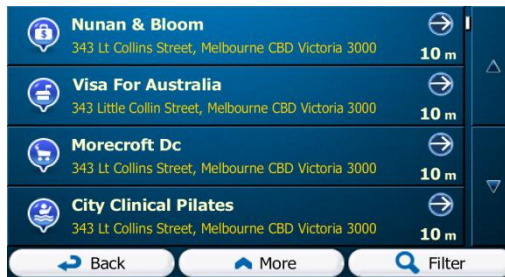 Nunan & Bloom
343 Lt Collins Street, Melbourne CBD Victoria 3000
10 m
Visa For Australia
343 Little Collin Street, Melbourne CBD Victoria 3000
10 m
Morecroft Dc
343 Lt Collins Street, Melbourne CBD Victoria 3000
10 m
City Clinical Pilates
343 Lt Collins Street, Melbourne CBD Victoria 3000
10 m
Back More Filter